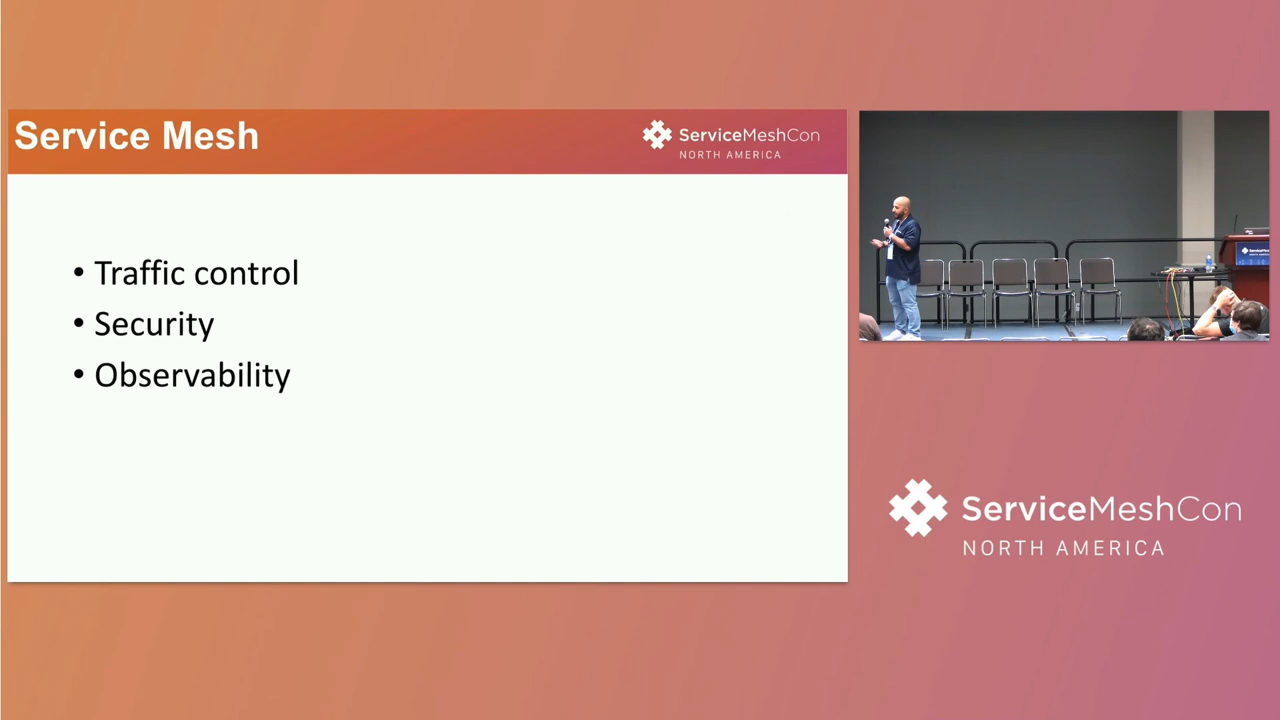 Service Mesh
ServiceMeshCon
NORTH AMERICA
• Traffic control
• Security
• Observability
ServiceMeshCon
NORTH AMERICA